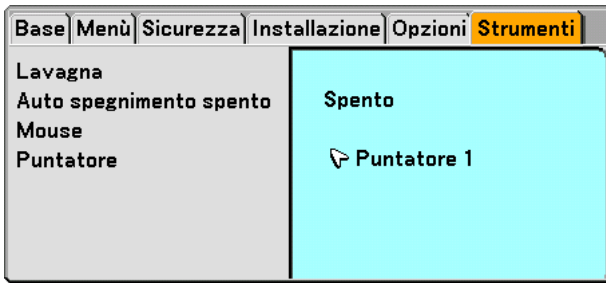 Base Menù Sicurezza Installazione Opzioni Strumenti
Lavagna
Auto spegnimento spento Spento
Mouse
Puntatore Puntatore 1